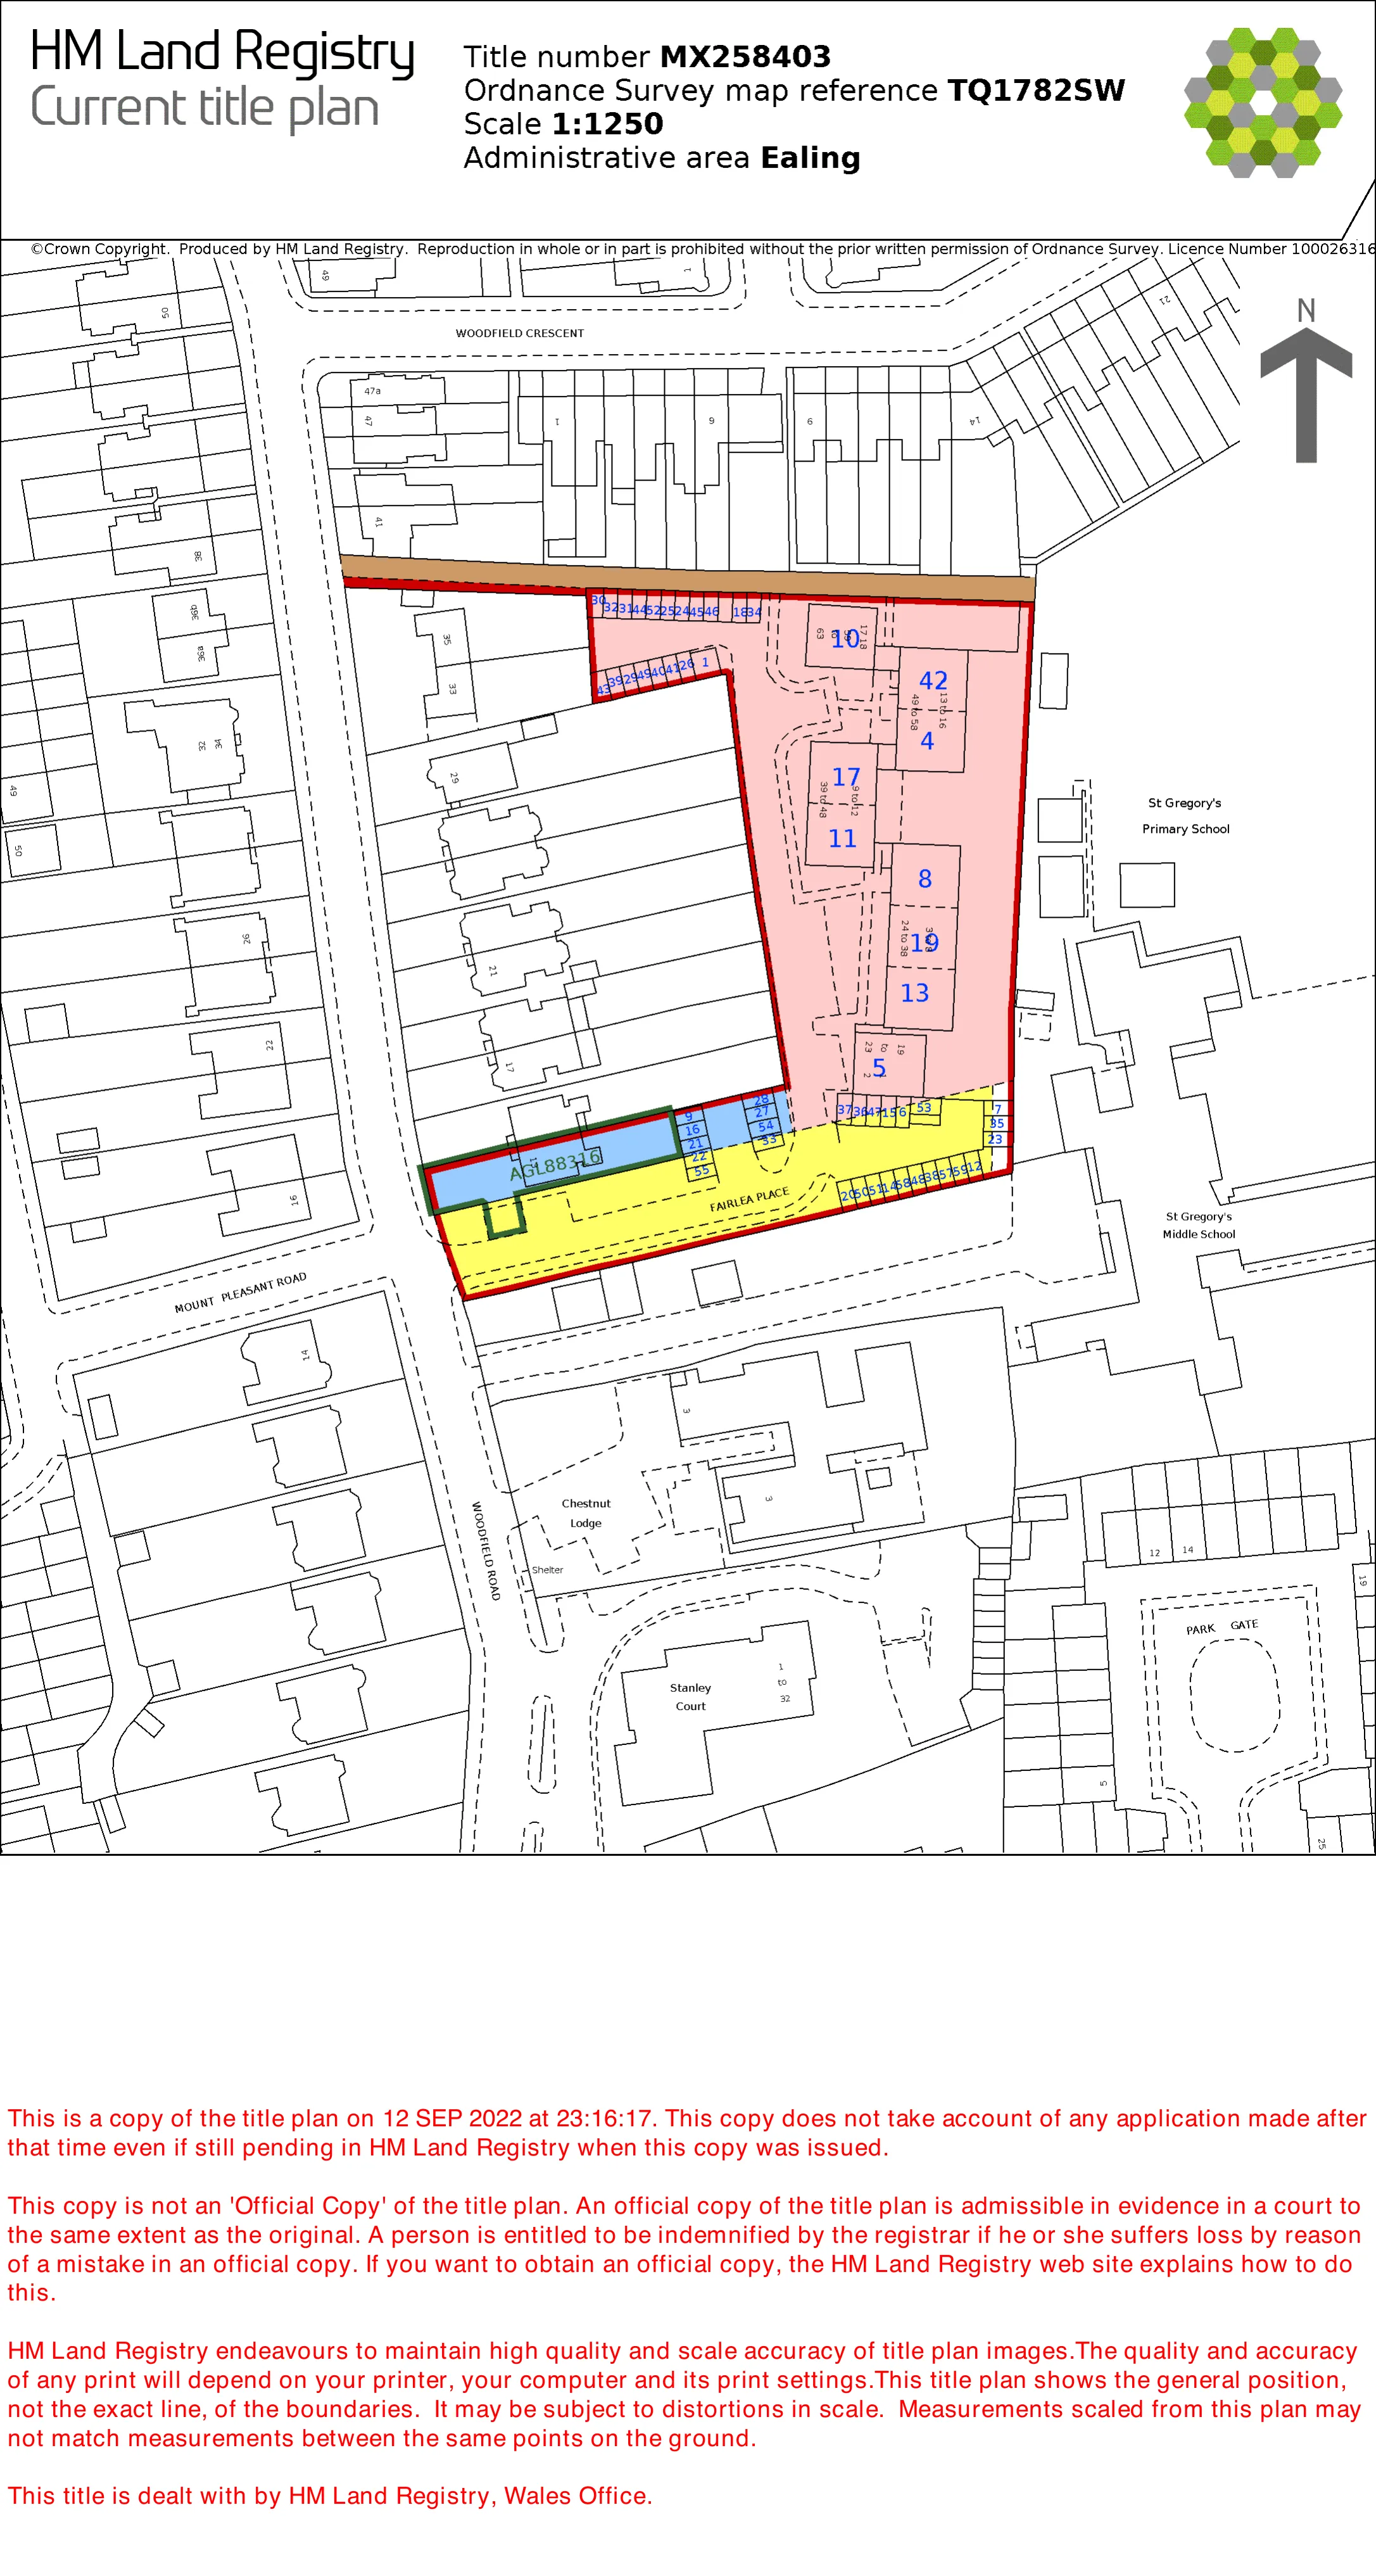 HM Land Registry
Current title plan
Title number MX258403
Ordnance Survey map reference TQ1782SW
Scale 1:1250
Administrative area Ealing
©Crown Copyright. Produced by HM Land Registry. Reproduction in whole or in part is prohibited without the prior written permission of Ordnance Survey. Licence Number 100026316
49
1
50
21
N
WOODFIELD CRESCENT
47a
47
1
9
9
14
41
38
36b
36a
35
33
30
32
31
44
52
25
24
45
46
18
34
43
39
29
49
40
41
26
1
63
17 18
10
42
13 to 16
49 to 58
4
34
32
29
17
9 to 12
39 to 48
11
49
50
St Gregory's
Primary School
8
19
24 to 38
13
26
21
22
17
19
to
23
5
2
28
27
54
33
9
16
21
22
55
37
36
47
15
6
53
7
35
23
AGL88316
FAIRLEA PLACE
20
50
51
14
58
48
38
57
59
12
16
St Gregory's
Middle School
MOUNT PLEASANT ROAD
14
3
3
Chestnut
Lodge
WOODFIELD ROAD
Shelter
12
14
19
PARK GATE
Stanley
Court
1
to
32
5
25
This is a copy of the title plan on 12 SEP 2022 at 23:16:17. This copy does not take account of any application made after
that time even if still pending in HM Land Registry when this copy was issued.
This copy is not an 'Official Copy' of the title plan. An official copy of the title plan is admissible in evidence in a court to
the same extent as the original. A person is entitled to be indemnified by the registrar if he or she suffers loss by reason
of a mistake in an official copy. If you want to obtain an official copy, the HM Land Registry web site explains how to do
this.
HM Land Registry endeavours to maintain high quality and scale accuracy of title plan images.The quality and accuracy
of any print will depend on your printer, your computer and its print settings.This title plan shows the general position,
not the exact line, of the boundaries. It may be subject to distortions in scale. Measurements scaled from this plan may
not match measurements between the same points on the ground.
This title is dealt with by HM Land Registry, Wales Office.